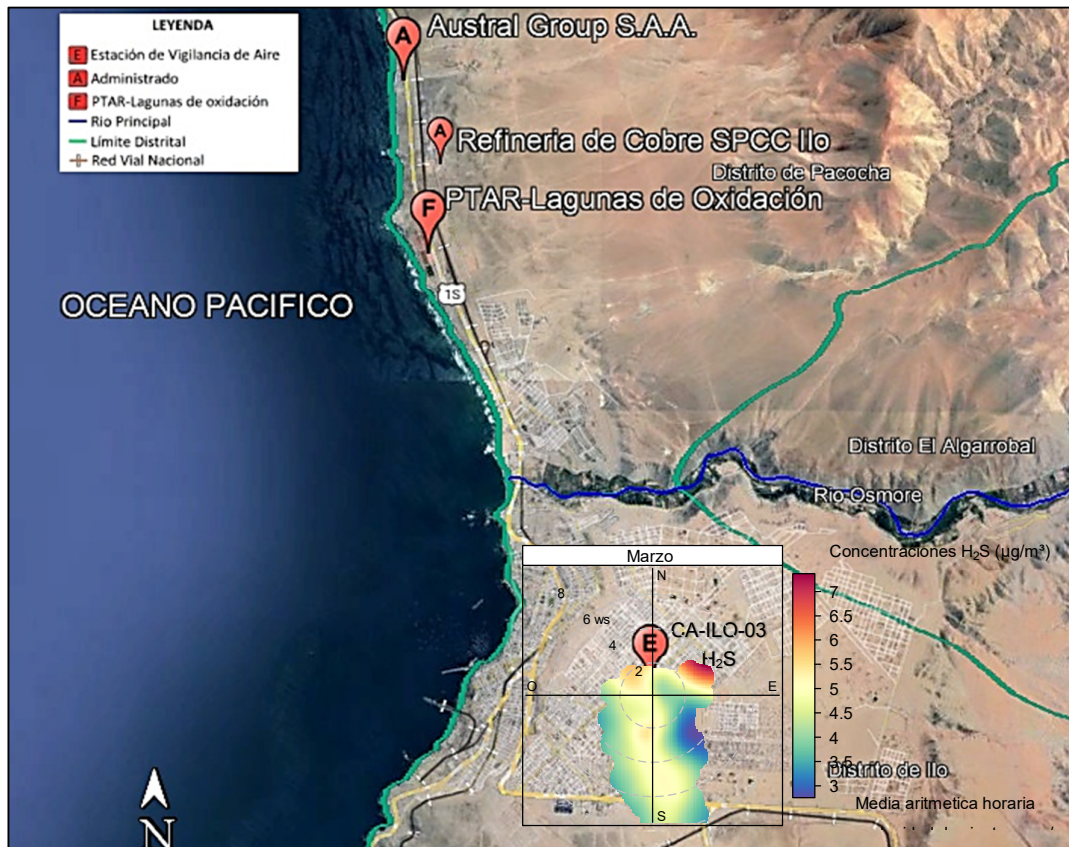 LEYENDA
E Estación de Vigilancia de Aire
A Administrado
F PTAR-Lagunas de oxidación
Rio Principal
Límite Distrital
Red Vial Nacional
A Austral Group S.A.A.
A Refineria de Cobre SPCC Ilo
Distrito de Pacocha
F PTAR-Lagunas de Oxidación
1S
OCEANO PACIFICO
Distrito El Algarrobal
Rio Osmore
Marzo
Concentraciones H₂S (µg/m³)
N
8
6 ws
4
2
E CA-ILO-03
H₂S
O
E
S
7
6.5
6
5.5
5
4.5
4
3.5
3
Distrito de Ilo
Media aritmetica horaria
N